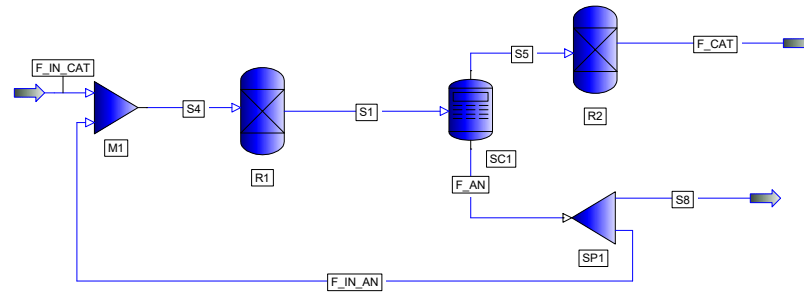 F_IN_CAT
M1
S4
R1
S1
SC1
S5
R2
F_CAT
F_AN
SP1
S8
F_IN_AN